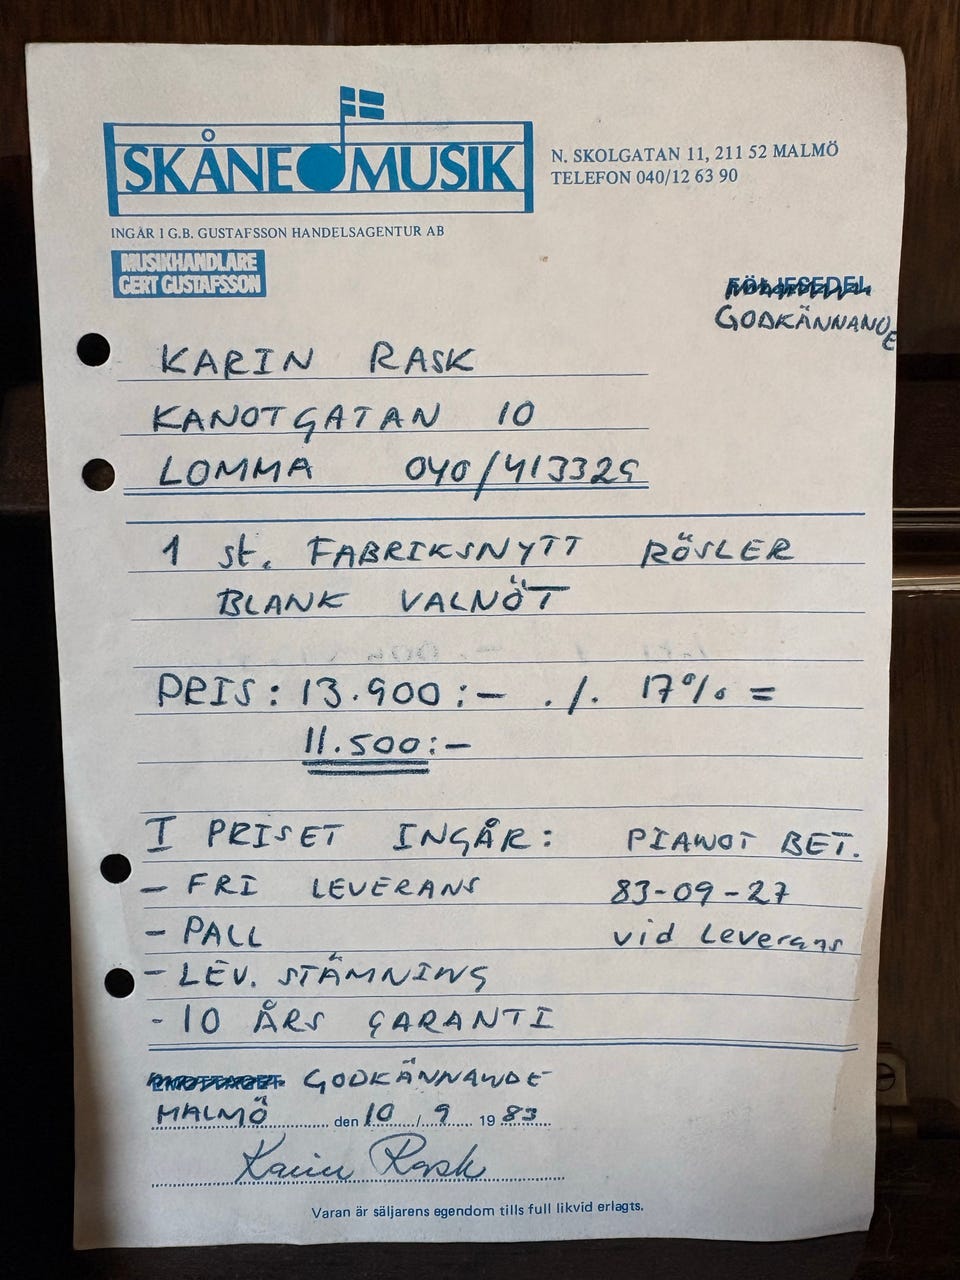 SKÅNE MUSIK
N. SKOLGATAN 11, 211 52 MALMÖ
TELEFON 040/12 63 90
INGÅR I G.B. GUSTAFSSON HANDELSAGENTUR AB
MUSIKHANDLARE
GERT GUSTAFSSON
FÖLJESEDEL
GODKÄNNANDE
KARIN RASK
KANOTGATAN 10
LOMMA 040/413329
1 st. FABRIKSNYTT RÖSLER
BLANK VALNÖT
PRIS: 13.900:- ./. 17% =
11.500:-
I PRISET INGÅR: PIANOT BET.
- FRI LEVERANS 83-09-27
- PALL vid Leverans
- LEV. STÄMNING
- 10 ÅRS GARANTI
EMOTTAGET GODKÄNNANDE
MALMÖ den 10/9 1983
Karin Rask
Varan är säljarens egendom tills full likvid erlagts.